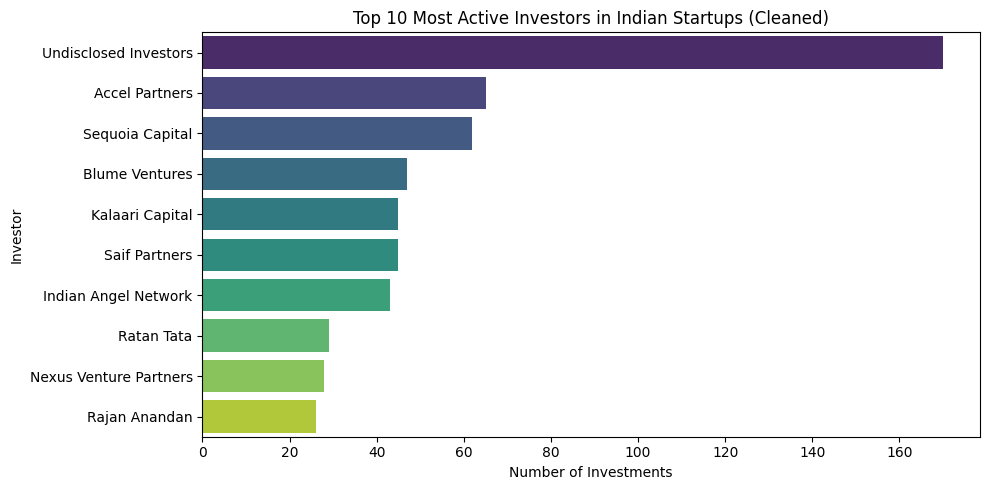 Top 10 Most Active Investors in Indian Startups (Cleaned)
Investor
Undisclosed Investors
Accel Partners
Sequoia Capital
Blume Ventures
Kalaari Capital
Saif Partners
Indian Angel Network
Ratan Tata
Nexus Venture Partners
Rajan Anandan
0 20 40 60 80 100 120 140 160
Number of Investments